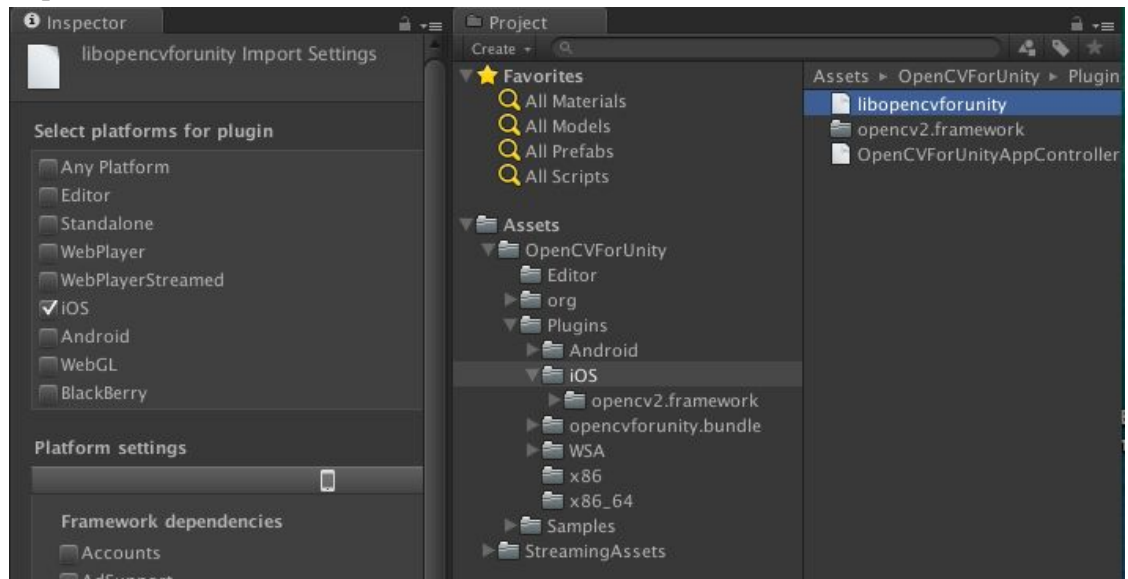 Inspector
libopencvforunity Import Settings
Select platforms for plugin
Any Platform
Editor
Standalone
WebPlayer
WebPlayerStreamed
iOS
Android
WebGL
BlackBerry
Platform settings
Framework dependencies
Accounts
AdSupport
Project
Create
Favorites
All Materials
All Models
All Prefabs
All Scripts
Assets
OpenCVForUnity
Editor
org
Plugins
Android
iOS
opencv2.framework
opencvforunity.bundle
WSA
x86
x86_64
Samples
StreamingAssets
Assets ▸ OpenCVForUnity ▸ Plugin
libopencvforunity
opencv2.framework
OpenCVForUnityAppController